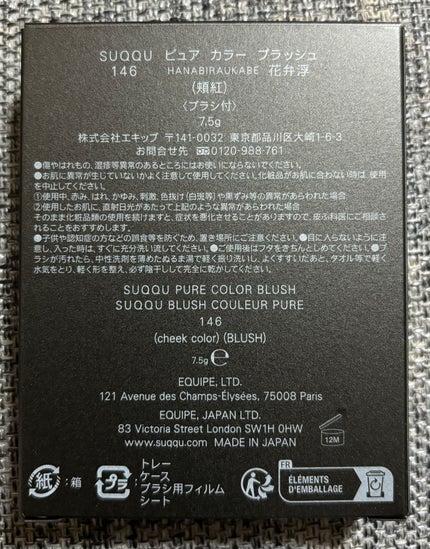 SUQQU ピュア カラー ブラッシュ
146 HANABIRAUKABE 花弁浮
(頬紅)
〈ブラシ付〉
7.5g
株式会社エキップ 〒141-0032 東京都品川区大崎1-6-3
お問合せ先 0120-988-761
●傷やはれもの、湿疹等異常のあるところにはお使いにならないでください。
●お肌に異常が生じていないかよく注意して使用してください。化粧品がお肌に合わない時は、使用
を中止してください。
①使用中、赤み、はれ、かゆみ、刺激、色抜け(白斑等)や黒ずみ等の異常があらわれた場合
②使用したお肌に、直射日光があたって上記のような異常があらわれた場合
そのまま化粧品類の使用を続けますと、症状を悪化させることがありますので、皮ふ科医にご相談さ
れることをおすすめします。
●子供や認知症の方などの誤食等を防ぐため、置き場所にご注意ください。●目に入らないように注
意し、入った時は、すぐに充分洗い流してください。●ご使用後はフタをきちんとしめてください。●ブ
ラシが汚れたら、中性洗剤を薄めたぬるま湯で軽く振り洗いし、よくすすいだあと、タオル等で軽く
水気をとり、軽く形を整え、必ず陰干しして完全に乾かしてください。
SUQQU PURE COLOR BLUSH
SUQQU BLUSH COULEUR PURE
146
(cheek color) (BLUSH)
7.5g ℮
EQUIPE, LTD.
121 Avenue des Champs-Élysées, 75008 Paris
EQUIPE, JAPAN LTD.
83 Victoria Street London SW1H 0HW
www.suqqu.com MADE IN JAPAN
12M
紙 : 箱
プラ : トレー
ケース
ブラシ用フィルム
シート
FR
ÉLÉMENTS
D'EMBALLAGE